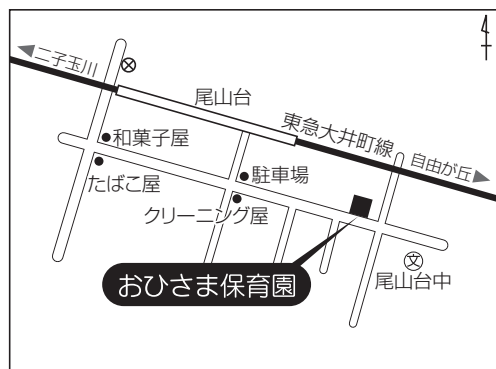 二子玉川
尾山台
東急大井町線
自由が丘
和菓子屋
たばこ屋
駐車場
クリーニング屋
文
尾山台中
おひさま保育園